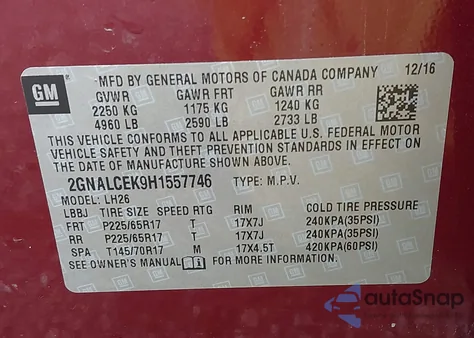 GM
MFD BY GENERAL MOTORS OF CANADA COMPANY 12/16
GVWR GAWR FRT GAWR RR
2250 KG 1175 KG 1240 KG
4960 LB 2590 LB 2733 LB
THIS VEHICLE CONFORMS TO ALL APPLICABLE U.S. FEDERAL MOTOR
VEHICLE SAFETY AND THEFT PREVENTION STANDARDS IN EFFECT ON
THE DATE OF MANUFACTURE SHOWN ABOVE.
2GNALCEK9H1557746 TYPE: M.P.V.
MODEL: LH26
LBBJ TIRE SIZE SPEED RTG RIM COLD TIRE PRESSURE
FRT P225/65R17 T 17X7J 240KPA(35PSI)
RR P225/65R17 T 17X7J 240KPA(35PSI)
SPA T145/70R17 M 17X4.5T 420KPA(60PSI)
SEE OWNER'S MANUAL FOR MORE INFORMATION.
autoSnap